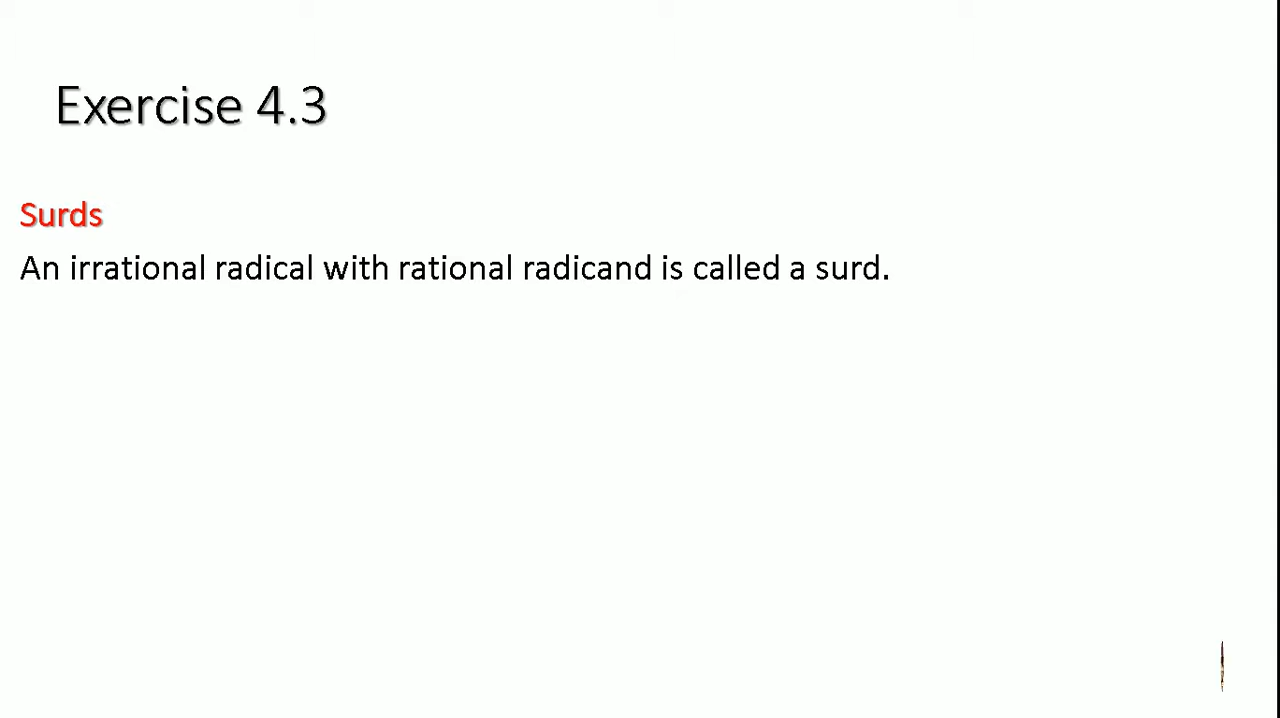 Exercise 4.3
Surds
An irrational radical with rational radicand is called a surd.